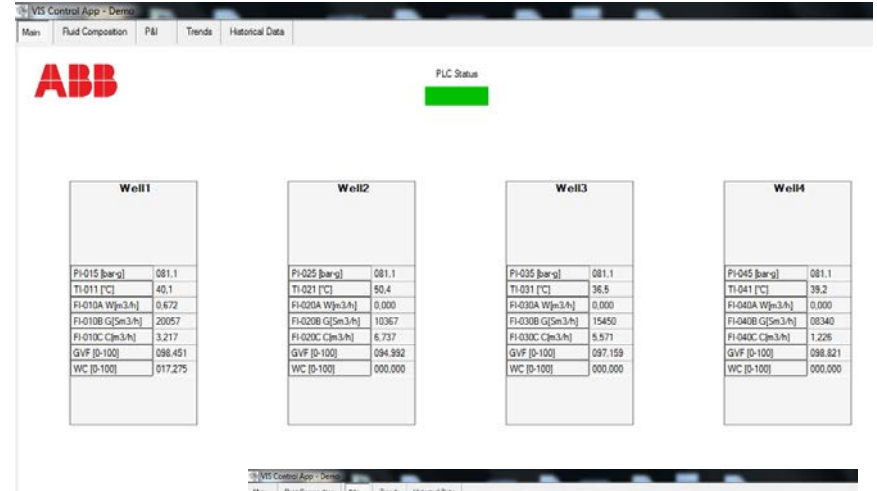 VIS Control App - Demo
Main Fluid Composition P&I Trends Historical Data
ABB
PLC Status
Well1
PI-015 [bar-g] 081.1
TI-011 [°C] 40,1
FI-010A W[m3/h] 0,672
FI-010B G[Sm3/h] 20057
FI-010C C[m3/h] 3,217
GVF [0-100] 098,451
WC [0-100] 017,275
Well2
PI-025 [bar-g] 081.1
TI-021 [°C] 50,4
FI-020A W[m3/h] 0,000
FI-020B G[Sm3/h] 10367
FI-020C C[m3/h] 6,737
GVF [0-100] 094,992
WC [0-100] 000,000
Well3
PI-035 [bar-g] 081.1
TI-031 [°C] 36,5
FI-030A W[m3/h] 0,000
FI-030B G[Sm3/h] 15450
FI-030C C[m3/h] 5,571
GVF [0-100] 097,159
WC [0-100] 000,000
Well4
PI-045 [bar-g] 081.1
TI-041 [°C] 39,2
FI-040A W[m3/h] 0,000
FI-040B G[Sm3/h] 08340
FI-040C C[m3/h] 1,226
GVF [0-100] 098,821
WC [0-100] 000,000
VIS Control App - Demo